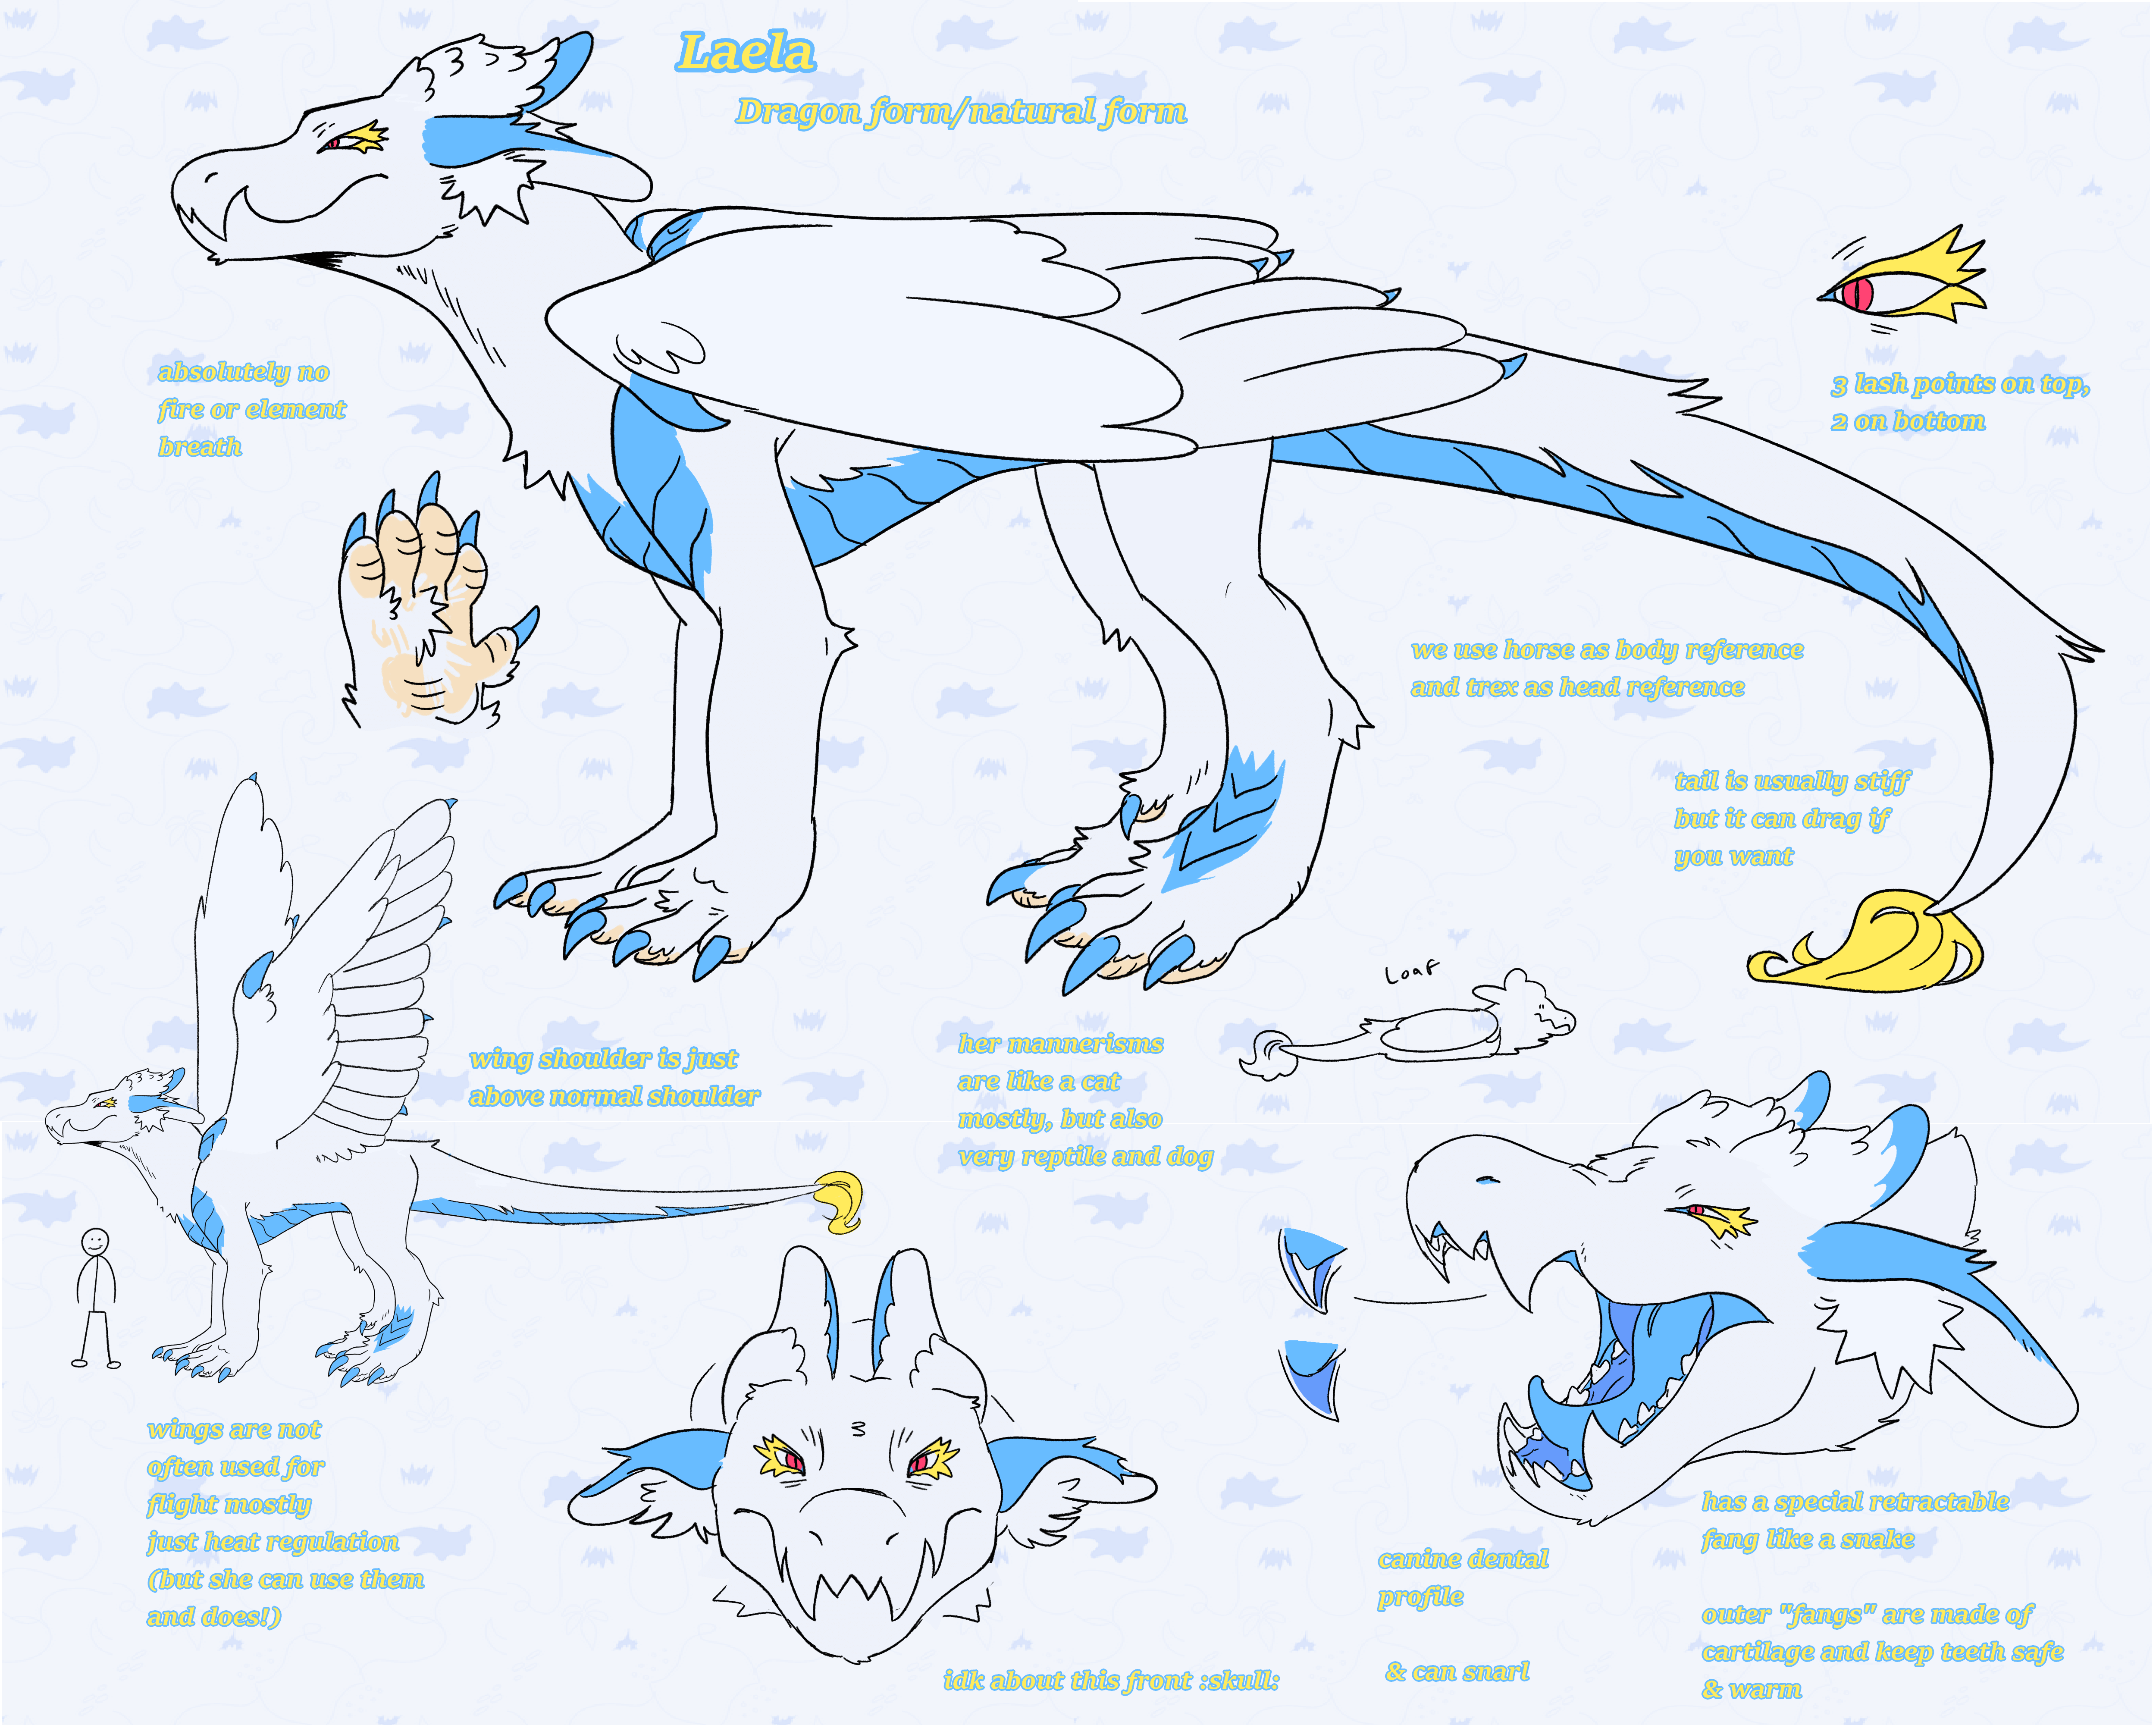 Laela
Dragon form/natural form
absolutely no
fire or element
breath
3 lash points on top,
2 on bottom
we use horse as body reference
and trex as head reference
tail is usually stiff
but it can drag if
you want
Loaf
wing shoulder is just
above normal shoulder
her mannerisms
are like a cat
mostly, but also
very reptile and dog
wings are not
often used for
flight mostly
just heat regulation
(but she can use them
and does!)
idk about this front :skull:
canine dental
profile
& can snarl
has a special retractable
fang like a snake
outer "fangs" are made of
cartilage and keep teeth safe
& warm